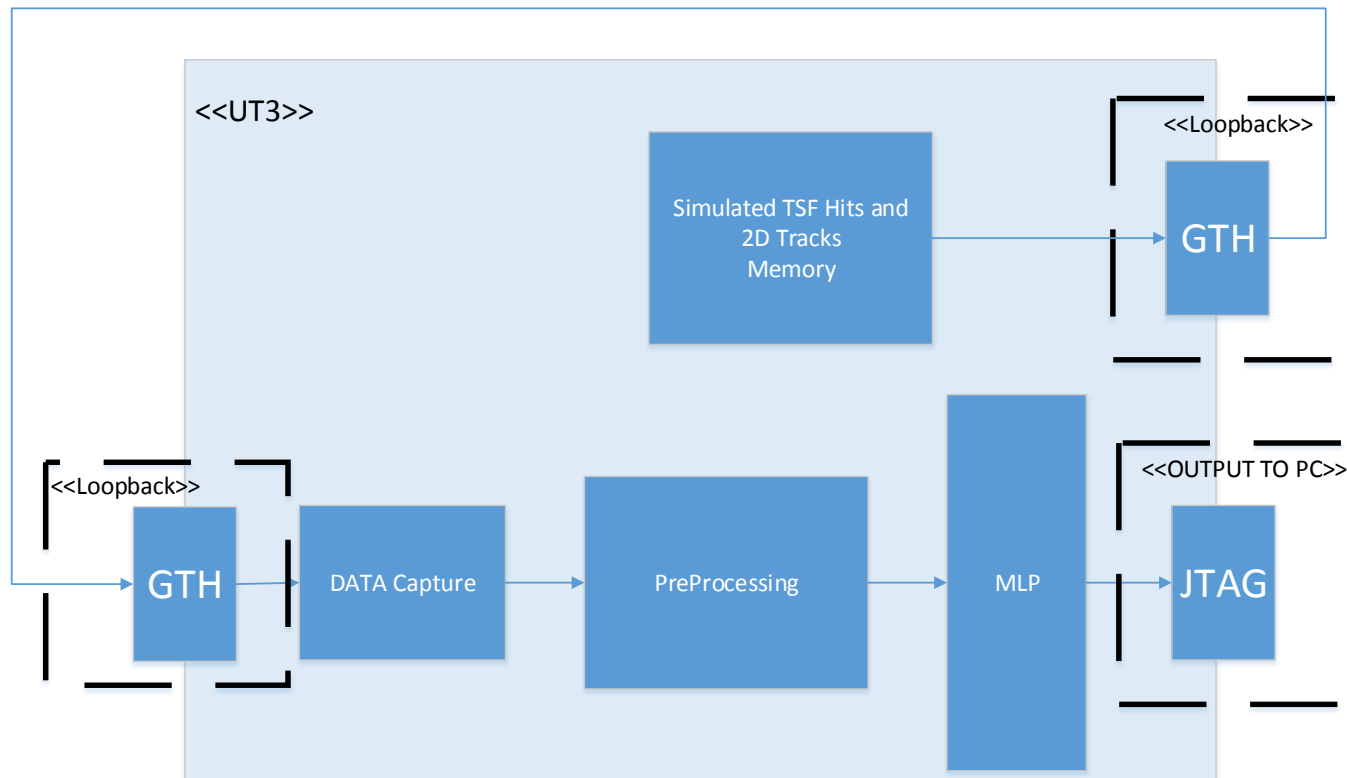 <<UT3>>
<<Loopback>>
Simulated TSF Hits and
2D Tracks
Memory
GTH
<<Loopback>>
<<OUTPUT TO PC>>
GTH
DATA Capture
PreProcessing
MLP
JTAG